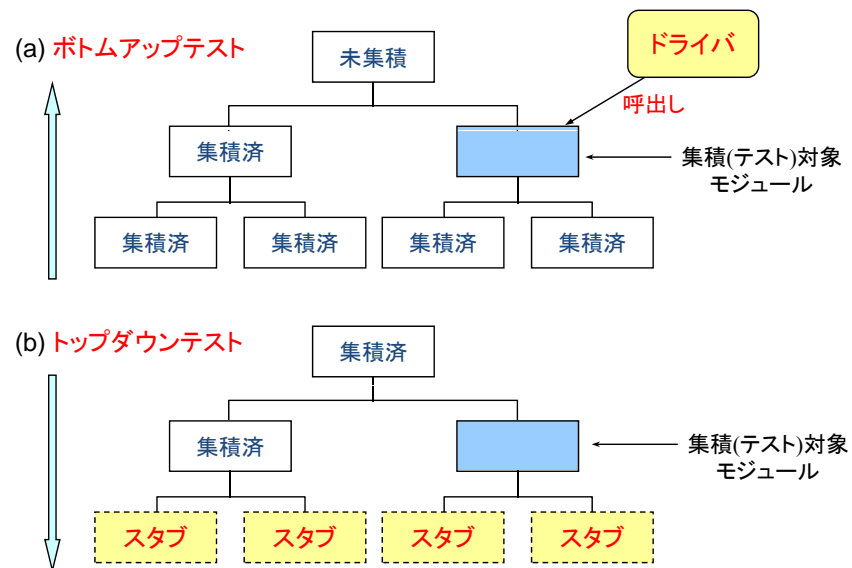 (a) ボトムアップテスト
未集積
ドライバ
呼出し
集積済
集積(テスト)対象
モジュール
集積済
集積済
集積済
集積済
(b) トップダウンテスト
集積済
集積済
集積(テスト)対象
モジュール
スタブ
スタブ
スタブ
スタブ